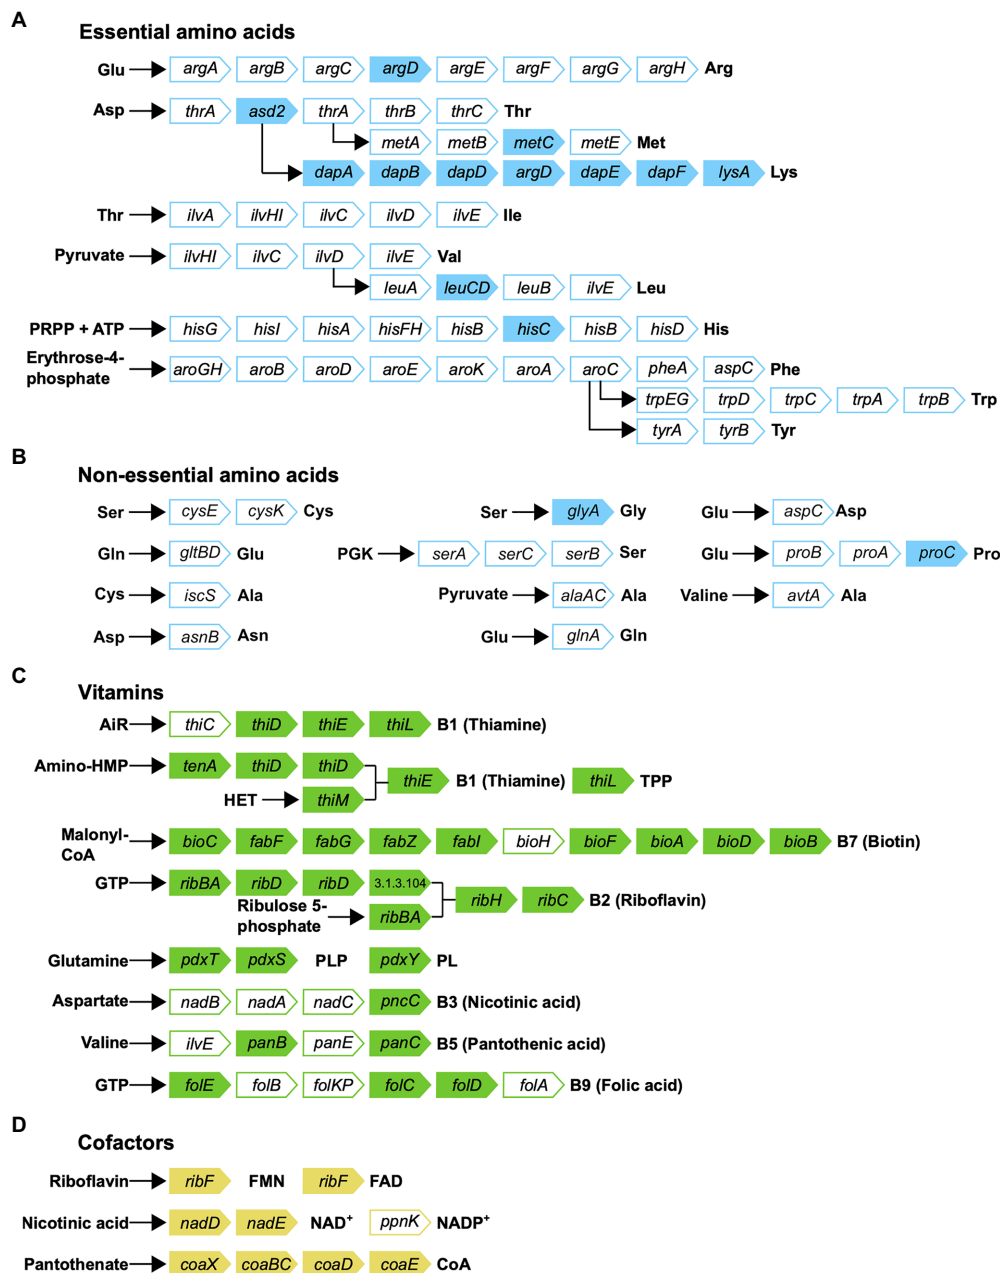 A
Essential amino acids
Glu argA argB argC argD argE argF argG argH Arg
Asp thrA asd2 thrA thrB thrC Thr
metA metB metC metE Met
dapA dapB dapD argD dapE dapF lysA Lys
Thr ilvA ilvHI ilvC ilvD ilvE Ile
Pyruvate ilvHI ilvC ilvD ilvE Val
leuA leuCD leuB ilvE Leu
PRPP + ATP hisG hisI hisA hisFH hisB hisC hisB hisD His
Erythrose-4-
phosphate aroGH aroB aroD aroE aroK aroA aroC pheA aspC Phe
trpEG trpD trpC trpA trpB Trp
tyrA tyrB Tyr
B
Non-essential amino acids
Ser cysE cysK Cys Ser glyA Gly Glu aspC Asp
Gln gltBD Glu PGK serA serC serB Ser Glu proB proA proC Pro
Cys iscS Ala Pyruvate alaAC Ala Valine avtA Ala
Asp asnB Asn Glu glnA Gln
C
Vitamins
AiR thiC thiD thiE thiL B1 (Thiamine)
Amino-HMP tenA thiD thiD thiE B1 (Thiamine) thiL TPP
HET thiM
Malonyl-
CoA bioC fabF fabG fabZ fabI bioH bioF bioA bioD bioB B7 (Biotin)
GTP ribBA ribD ribD 3.1.3.104 ribH ribC B2 (Riboflavin)
Ribulose 5-
phosphate ribBA
Glutamine pdxT pdxS PLP pdxY PL
Aspartate nadB nadA nadC pncC B3 (Nicotinic acid)
Valine ilvE panB panE panC B5 (Pantothenic acid)
GTP folE folB folKP folC folD folA B9 (Folic acid)
D
Cofactors
Riboflavin ribF FMN ribF FAD
Nicotinic acid nadD nadE NAD+ ppnK NADP+
Pantothenate coaX coaBC coaD coaE CoA